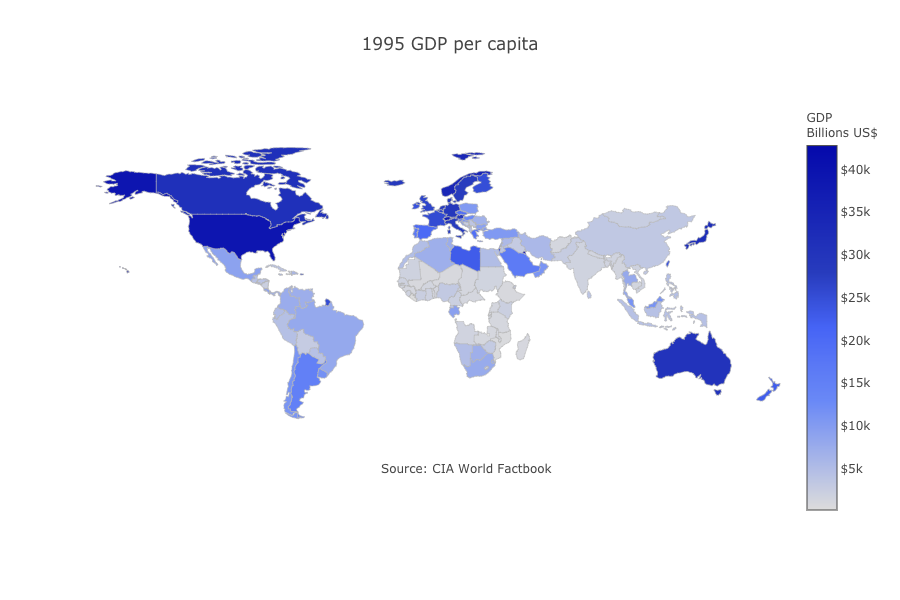 1995 GDP per capita
GDP
Billions US$
$40k
$35k
$30k
$25k
$20k
$15k
$10k
$5k
Source: CIA World Factbook